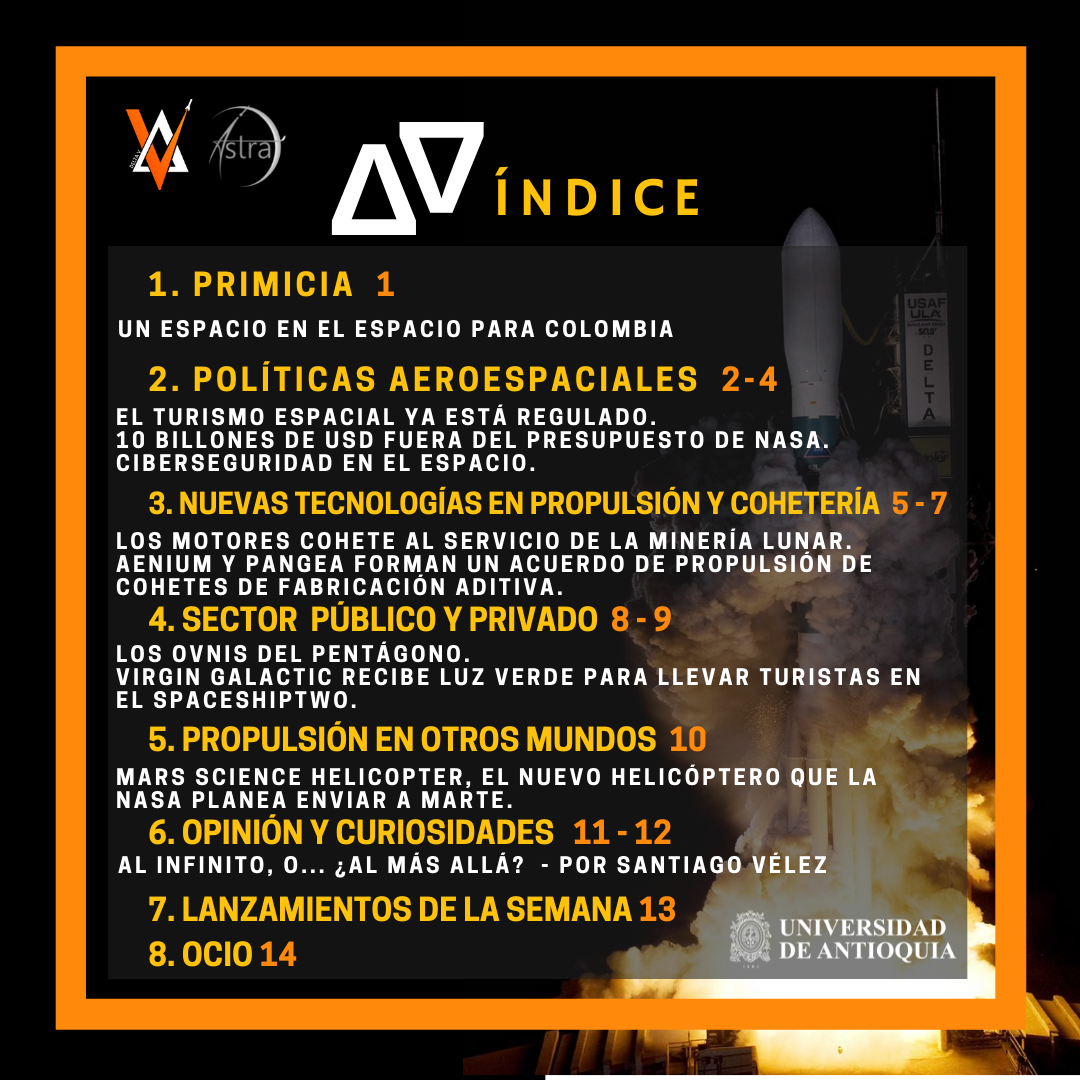 DELTA V
Astra
ÍNDICE
1. PRIMICIA 1
UN ESPACIO EN EL ESPACIO PARA COLOMBIA
2. POLÍTICAS AEROESPACIALES 2-4
EL TURISMO ESPACIAL YA ESTÁ REGULADO.
10 BILLONES DE USD FUERA DEL PRESUPUESTO DE NASA.
CIBERSEGURIDAD EN EL ESPACIO.
3. NUEVAS TECNOLOGÍAS EN PROPULSIÓN Y COHETERÍA 5 - 7
LOS MOTORES COHETE AL SERVICIO DE LA MINERÍA LUNAR.
AENIUM Y PANGEA FORMAN UN ACUERDO DE PROPULSIÓN DE
COHETES DE FABRICACIÓN ADITIVA.
4. SECTOR PÚBLICO Y PRIVADO 8 - 9
LOS OVNIS DEL PENTÁGONO.
VIRGIN GALACTIC RECIBE LUZ VERDE PARA LLEVAR TURISTAS EN
EL SPACESHIPTWO.
5. PROPULSIÓN EN OTROS MUNDOS 10
MARS SCIENCE HELICOPTER, EL NUEVO HELICÓPTERO QUE LA
NASA PLANEA ENVIAR A MARTE.
6. OPINIÓN Y CURIOSIDADES 11 - 12
AL INFINITO, O... ¿AL MÁS ALLÁ? - POR SANTIAGO VÉLEZ
7. LANZAMIENTOS DE LA SEMANA 13
8. OCIO 14
USAF
ULA
DELTA
UNIVERSIDAD
DE ANTIOQUIA